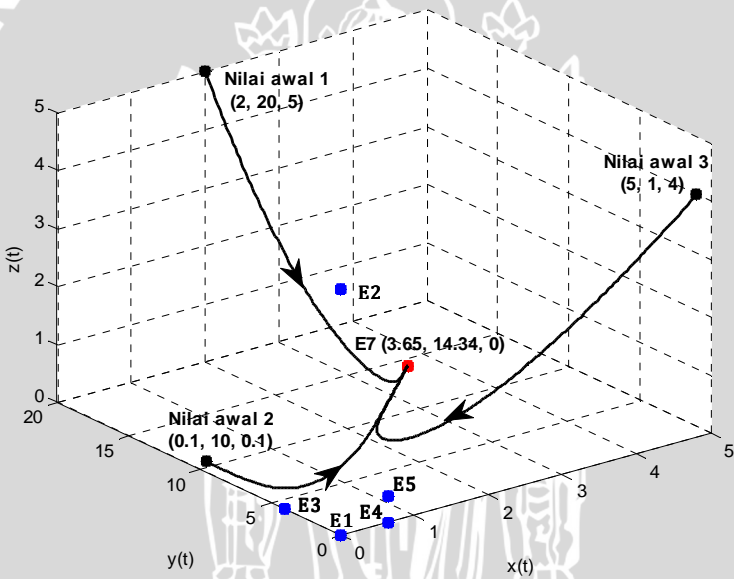 Nilai awal 1
(2, 20, 5)
Nilai awal 3
(5, 1, 4)
E2
E7 (3.65, 14.34, 0)
Nilai awal 2
(0.1, 10, 0.1)
E5
E3
E4
E1
z(t)
5
4
3
2
1
0
20
15
10
5
0
y(t)
0
1
2
3
4
5
x(t)